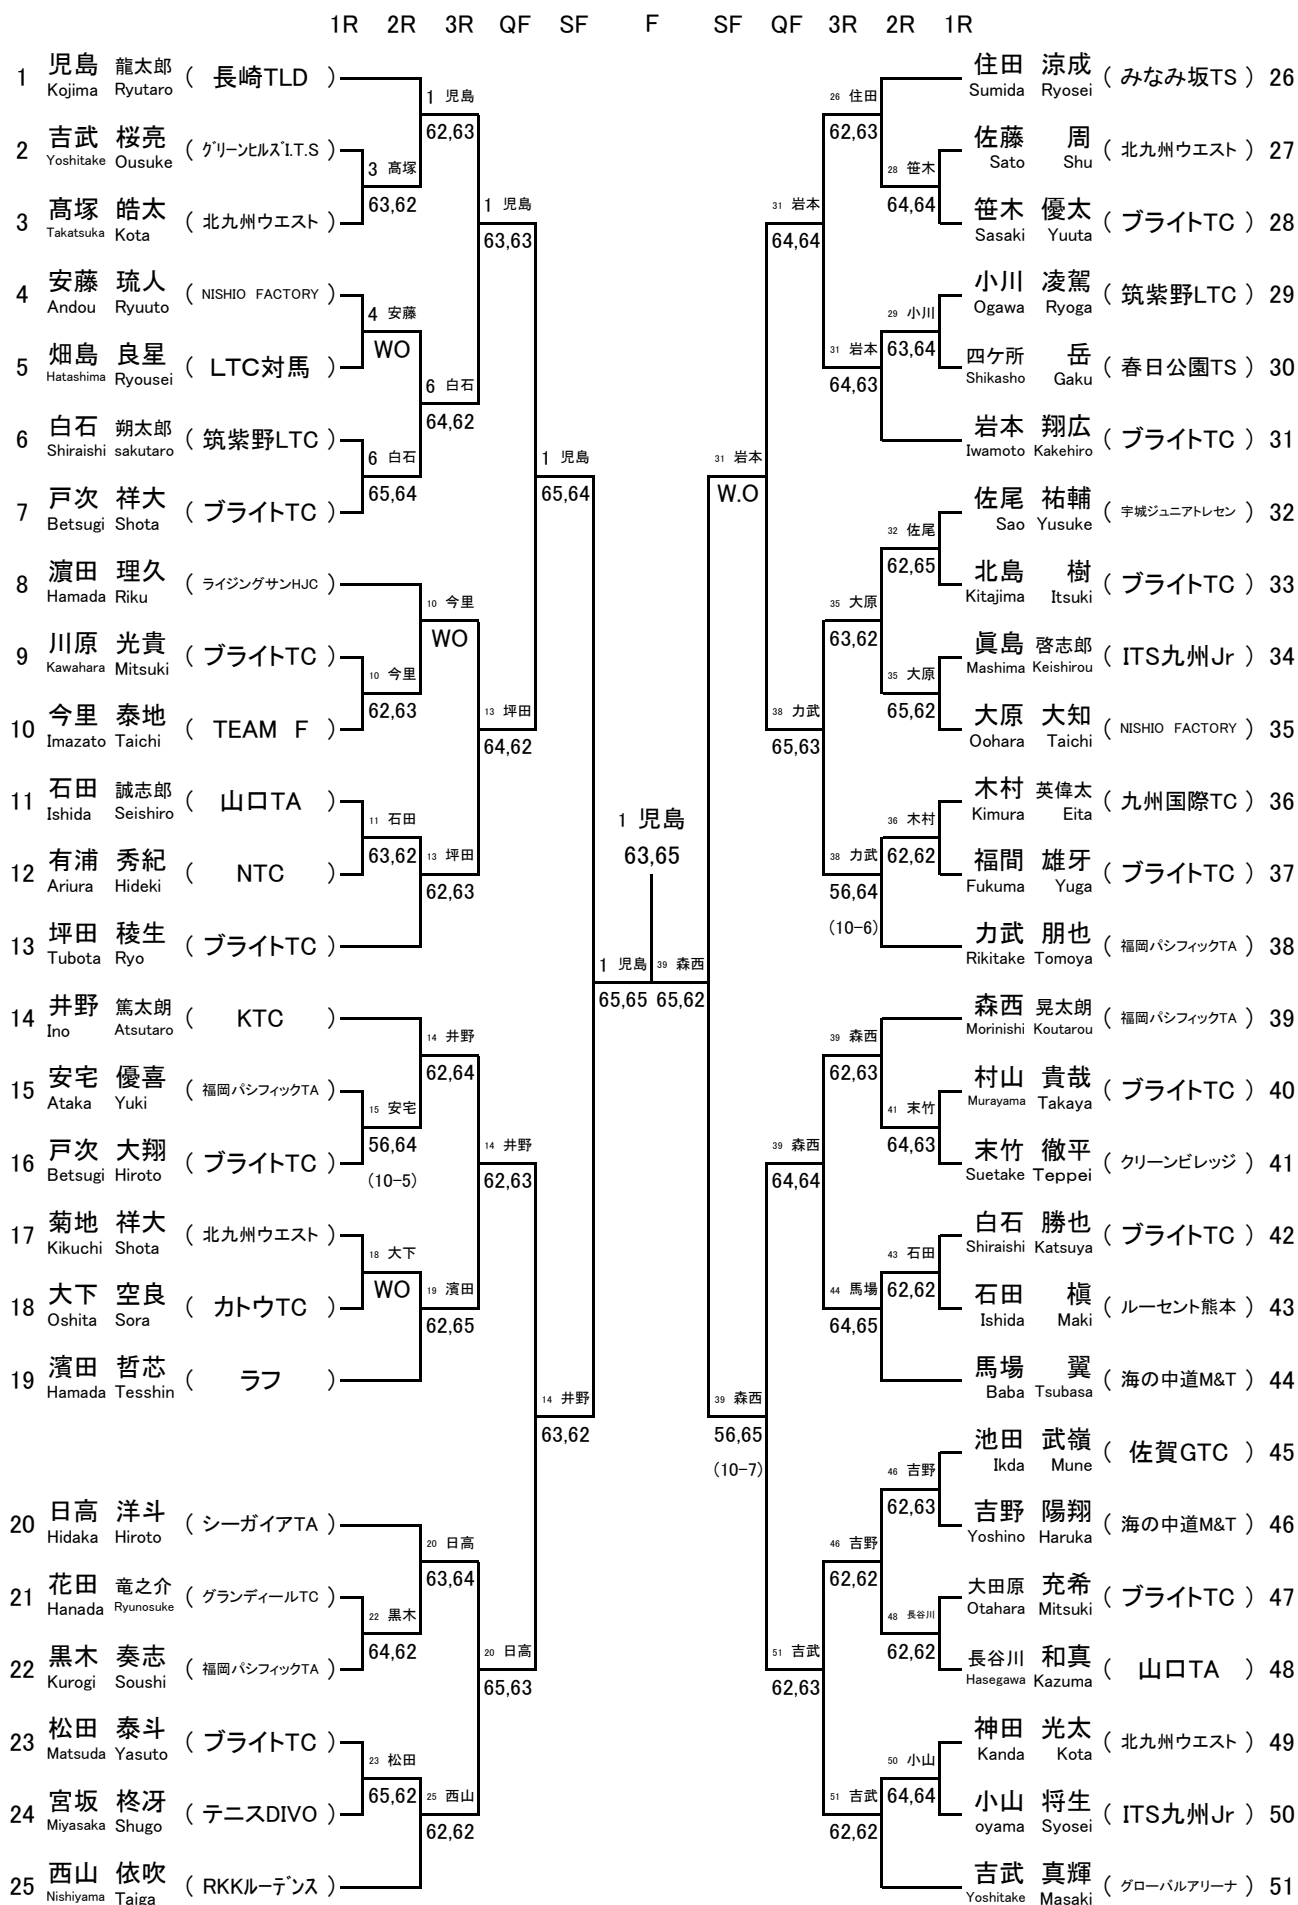 1R 2R 3R QF SF F SF QF 3R 2R 1R
1 児島 龍太郎 ( 長崎TLD )
Kojima Ryutaro
2 吉武 桜亮 ( グリーンヒルズI.T.S )
Yoshitake Ousuke
3 髙塚 皓太 ( 北九州ウエスト )
Takatsuka Kota
4 安藤 琉人 ( NISHIO FACTORY )
Andou Ryuuto
5 畑島 良星 ( LTC対馬 )
Hatashima Ryousei
6 白石 朔太郎 ( 筑紫野LTC )
Shiraishi sakutaro
7 戸次 祥大 ( ブライトTC )
Betsugi Shota
8 濵田 理久 ( ライジングサンHJC )
Hamada Riku
9 川原 光貴 ( ブライトTC )
Kawahara Mitsuki
10 今里 泰地 ( TEAM F )
Imazato Taichi
11 石田 誠志郎 ( 山口TA )
Ishida Seishiro
12 有浦 秀紀 ( NTC )
Ariura Hideki
13 坪田 稜生 ( ブライトTC )
Tubota Ryo
14 井野 篤太朗 ( KTC )
Ino Atsutaro
15 安宅 優喜 ( 福岡パシフィックTA )
Ataka Yuki
16 戸次 大翔 ( ブライトTC )
Betsugi Hiroto
17 菊地 祥大 ( 北九州ウエスト )
Kikuchi Shota
18 大下 空良 ( カトウTC )
Oshita Sora
19 濱田 哲芯 ( ラフ )
Hamada Tesshin
20 日高 洋斗 ( シーガイアTA )
Hidaka Hiroto
21 花田 竜之介 ( グランディールTC )
Hanada Ryunosuke
22 黒木 奏志 ( 福岡パシフィックTA )
Kurogi Soushi
23 松田 泰斗 ( ブライトTC )
Matsuda Yasuto
24 宮坂 柊冴 ( テニスDIVO )
Miyasaka Shugo
25 西山 依吹 ( RKKルーデンス )
Nishiyama Taiga
3 髙塚
63,62
4 安藤
WO
6 白石
65,64
10 今里
62,63
11 石田
63,62
15 安宅
56,64
(10-5)
18 大下
WO
22 黒木
64,62
23 松田
65,62
1 児島
62,63
6 白石
64,62
10 今里
WO
13 坪田
62,63
14 井野
62,64
19 濱田
62,65
20 日高
63,64
25 西山
62,62
1 児島
63,63
13 坪田
64,62
14 井野
62,63
20 日高
65,63
1 児島
65,64
14 井野
63,62
1 児島
63,65
1 児島
65,65
39 森西
65,62
31 岩本
W.O
39 森西
56,65
(10-7)
31 岩本
64,64
38 力武
65,63
39 森西
64,64
51 吉武
62,63
26 住田
62,63
31 岩本
64,63
35 大原
63,62
38 力武
56,64
(10-6)
39 森西
62,63
44 馬場
64,65
46 吉野
62,62
51 吉武
62,62
28 笹木
64,64
29 小川
63,64
32 佐尾
62,65
35 大原
65,62
36 木村
62,62
41 末竹
64,63
43 石田
62,62
46 吉野
62,63
48 長谷川
62,62
50 小山
64,64
住田 涼成 ( みなみ坂TS ) 26
Sumida Ryosei
佐藤 周 ( 北九州ウエスト ) 27
Sato Shu
笹木 優太 ( ブライトTC ) 28
Sasaki Yuuta
小川 凌駕 ( 筑紫野LTC ) 29
Ogawa Ryoga
四ケ所 岳 ( 春日公園TS ) 30
Shikasho Gaku
岩本 翔広 ( ブライトTC ) 31
Iwamoto Kakehiro
佐尾 祐輔 ( 宇城ジュニアトレセン ) 32
Sao Yusuke
北島 樹 ( ブライトTC ) 33
Kitajima Itsuki
眞島 啓志郎 ( ITS九州Jr ) 34
Mashima Keishirou
大原 大知 ( NISHIO FACTORY ) 35
Oohara Taichi
木村 英偉太 ( 九州国際TC ) 36
Kimura Eita
福間 雄牙 ( ブライトTC ) 37
Fukuma Yuga
力武 朋也 ( 福岡パシフィックTA ) 38
Rikitake Tomoya
森西 晃太朗 ( 福岡パシフィックTA ) 39
Morinishi Koutarou
村山 貴哉 ( ブライトTC ) 40
Murayama Takaya
末竹 徹平 ( クリーンビレッジ ) 41
Suetake Teppei
白石 勝也 ( ブライトTC ) 42
Shiraishi Katsuya
石田 槇 ( ルーセント熊本 ) 43
Ishida Maki
馬場 翼 ( 海の中道M&T ) 44
Baba Tsubasa
池田 武嶺 ( 佐賀GTC ) 45
Ikda Mune
吉野 陽翔 ( 海の中道M&T ) 46
Yoshino Haruka
大田原 充希 ( ブライトTC ) 47
Otahara Mitsuki
長谷川 和真 ( 山口TA ) 48
Hasegawa Kazuma
神田 光太 ( 北九州ウエスト ) 49
Kanda Kota
小山 将生 ( ITS九州Jr ) 50
oyama Syosei
吉武 真輝 ( グローバルアリーナ ) 51
Yoshitake Masaki